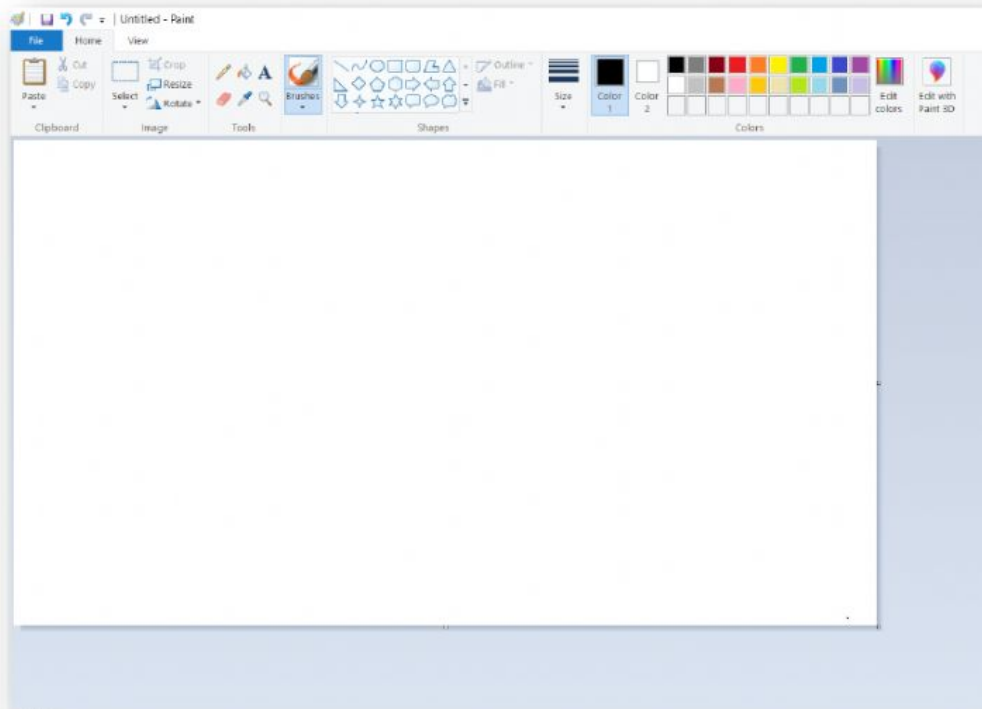 Untitled - Paint
File Home View
Paste
Cut
Copy
Clipboard
Select
Crop
Resize
Rotate
Image
A
Tools
Brushes
Shapes
Outline
Fill
Size
Color
1
Color
2
Colors
Edit
colors
Edit with
Paint 3D